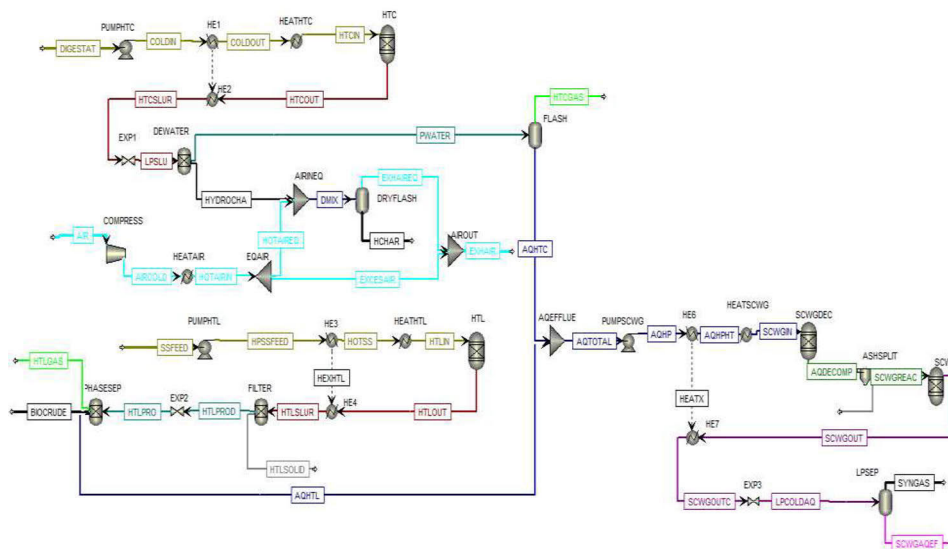 PUMPHTC
HE1
HEATHTC
HTC
DIGESTAT
COLDIN
COLDOUT
HTCIN
HTCSLUR
HE2
HTCOUT
HTCGAS
FLASH
EXP1
DEWATER
PWATER
LPSLU
AIRINEQ
EXHAIREQ
HYDROCHA
DMIX
DRYFLASH
COMPRESS
AIR
HOTAIREQ
HCHAR
AIROUT
EXHAIR
AQHTC
HEATAIR
EQAIR
AIRCOLD
HOTAIRIN
EXCESAIR
PUMPHTL
HE3
HEATHTL
HTL
AQEFFLUE
PUMPSCWG
HE6
HEATSCWG
SCWGDEC
SSFEED
HPSSFEED
HOTSS
HTLIN
AQTOTAL
AQHP
AQHPHT
SCWGIN
HTLGAS
ASHSPLIT
SCW
PHASESEP
HEXHTL
AQDECOMP
SCWGREAC
EXP2
FILTER
HE4
BIOCRUDE
HTLPRO
HTLPROD
HTLSLUR
HTLOUT
HEATX
HE7
SCWGOUT
HTLSOLID
LPSEP
AQHTL
SCWGOUTC
EXP3
LPCOLDAQ
SYNGAS
SCWGAQEF